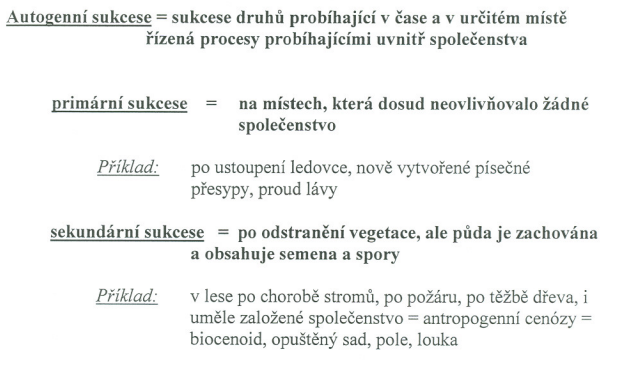 Autogenní sukcese = sukcese druhů probíhající v čase a v určitém místě
řízená procesy probíhajícími uvnitř společenstva
primární sukcese = na místech, která dosud neovlivňovalo žádné
společenstvo
Příklad: po ustoupení ledovce, nově vytvořené písečné
přesypy, proud lávy
sekundární sukcese = po odstranění vegetace, ale půda je zachována
a obsahuje semena a spory
Příklad: v lese po chorobě stromů, po požáru, po těžbě dřeva, i
uměle založené společenstvo = antropogenní cenózy =
biocenoid, opuštěný sad, pole, louka